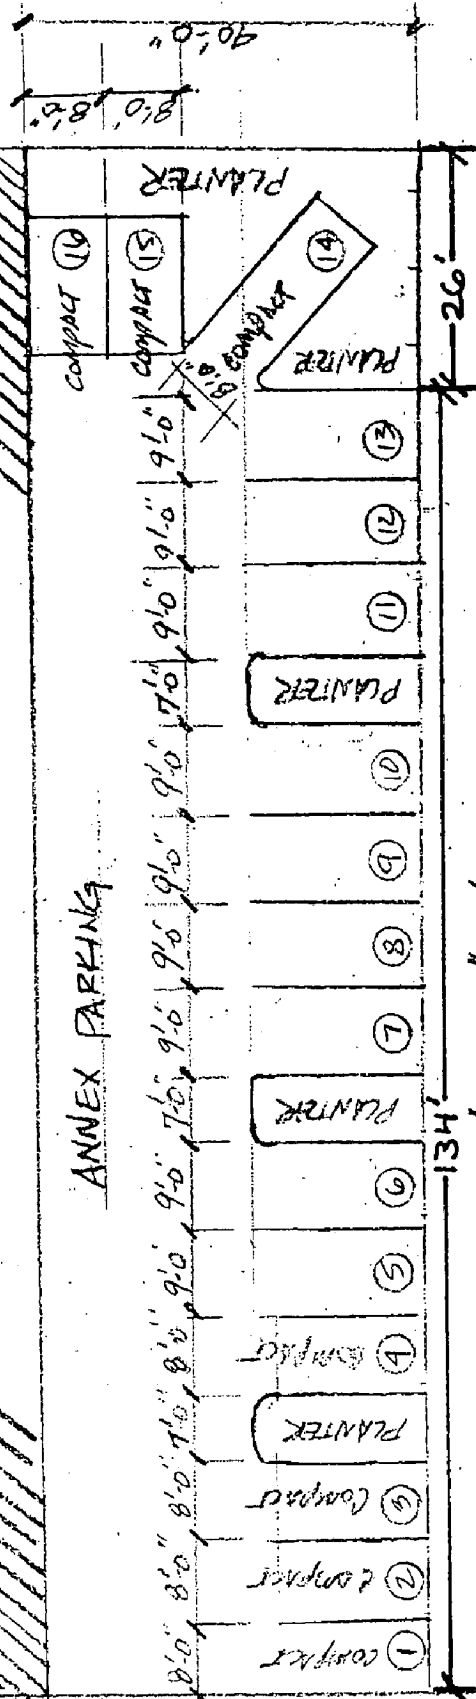 ANNEX PARKING
8'-0" 8'-0" 8'-0" 7'-0" 8'-0" 9'-0" 9'-0" 7'-0" 9'-0" 9'-0" 9'-0" 9'-0" 7'-0" 9'-0" 9'-0" 9'-0"
8'-0"
COMPACT 16
COMPACT 15
PLANTER
8'-0"
8'-0"
40'-0"
1 COMPACT
2 COMPACT
3 COMPACT
PLANTER
4 COMPACT
5
6
PLANTER
7
8
9
10
PLANTER
11
12
13
PLANTER
COMPACT 14
134'
26'